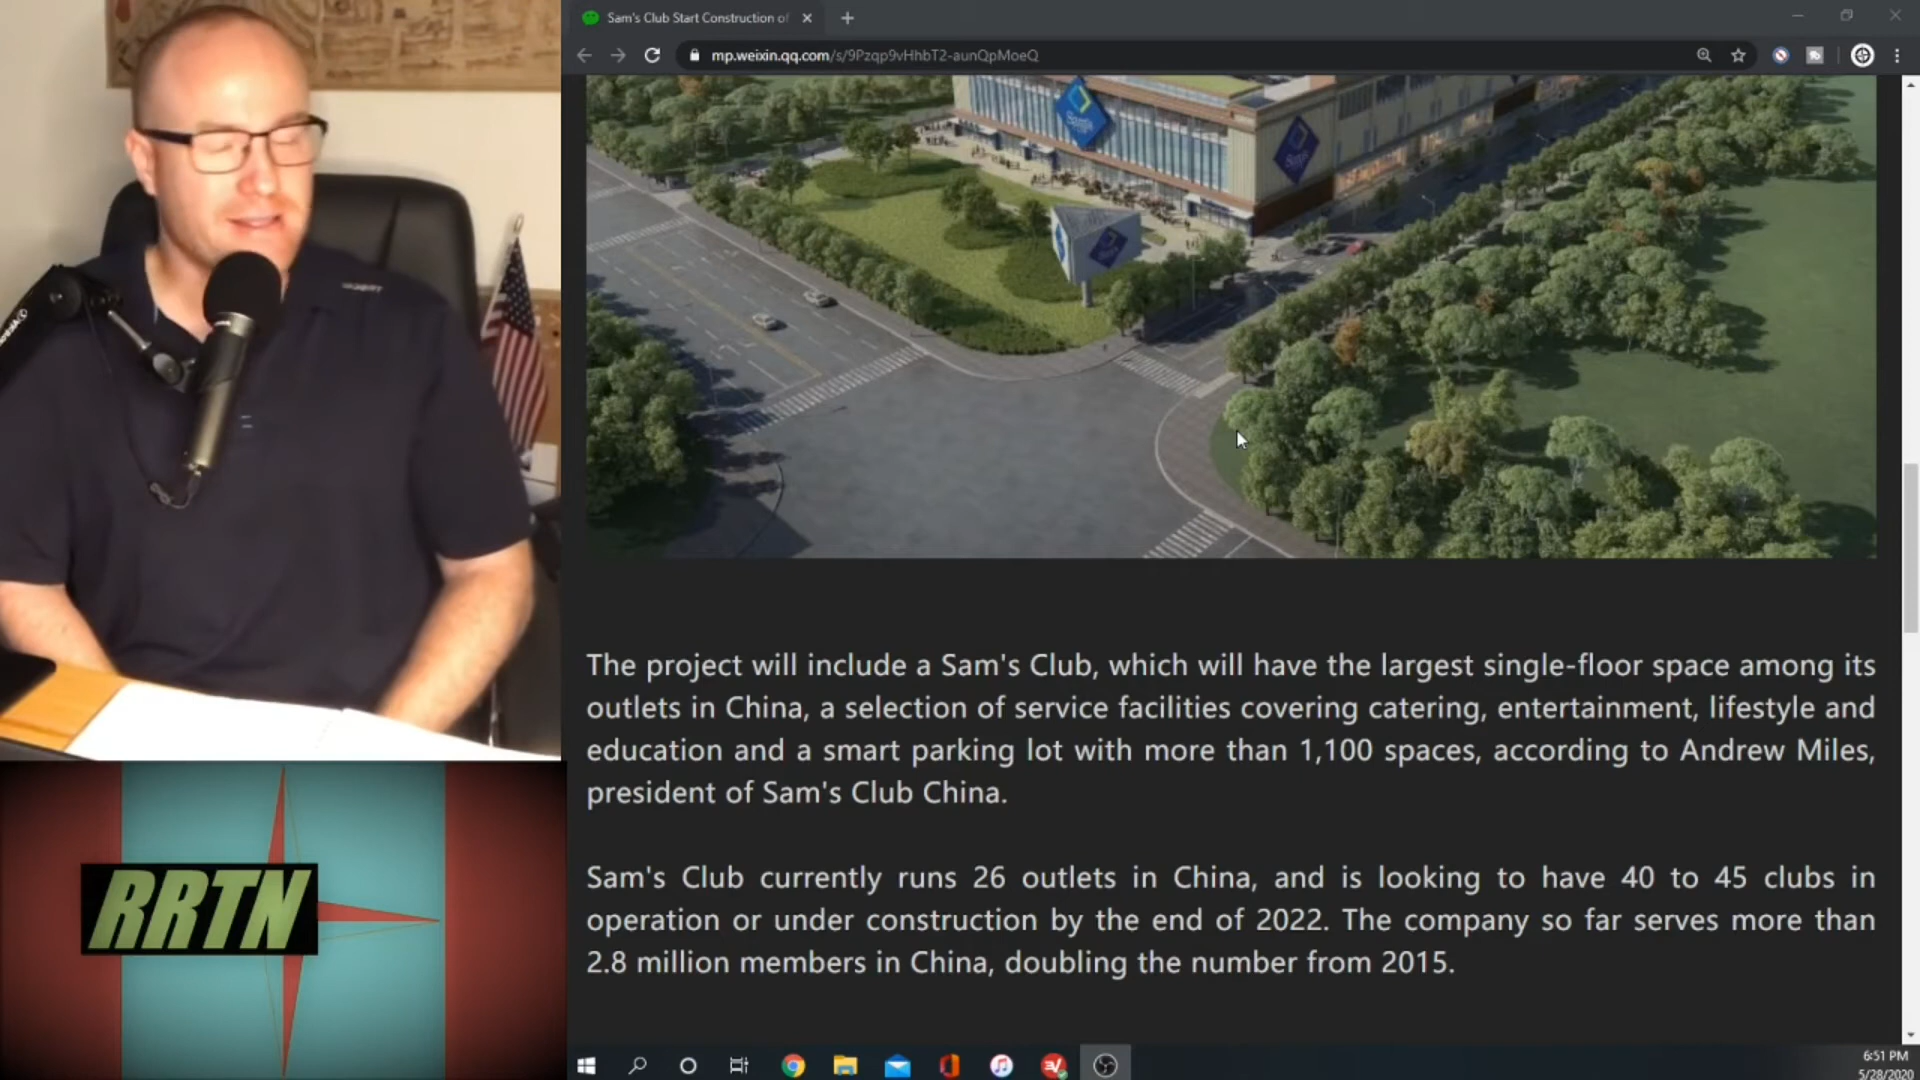 Sam's Club Start Construction of
mp.weixin.qq.com/s/9Pzqp9vHhbT2-aunQpMoeQ
Sam's
Sam's
The project will include a Sam's Club, which will have the largest single-floor space among its
outlets in China, a selection of service facilities covering catering, entertainment, lifestyle and
education and a smart parking lot with more than 1,100 spaces, according to Andrew Miles,
president of Sam's Club China.
Sam's Club currently runs 26 outlets in China, and is looking to have 40 to 45 clubs in
operation or under construction by the end of 2022. The company so far serves more than
2.8 million members in China, doubling the number from 2015.
RRTN
6:51 PM
5/28/2020